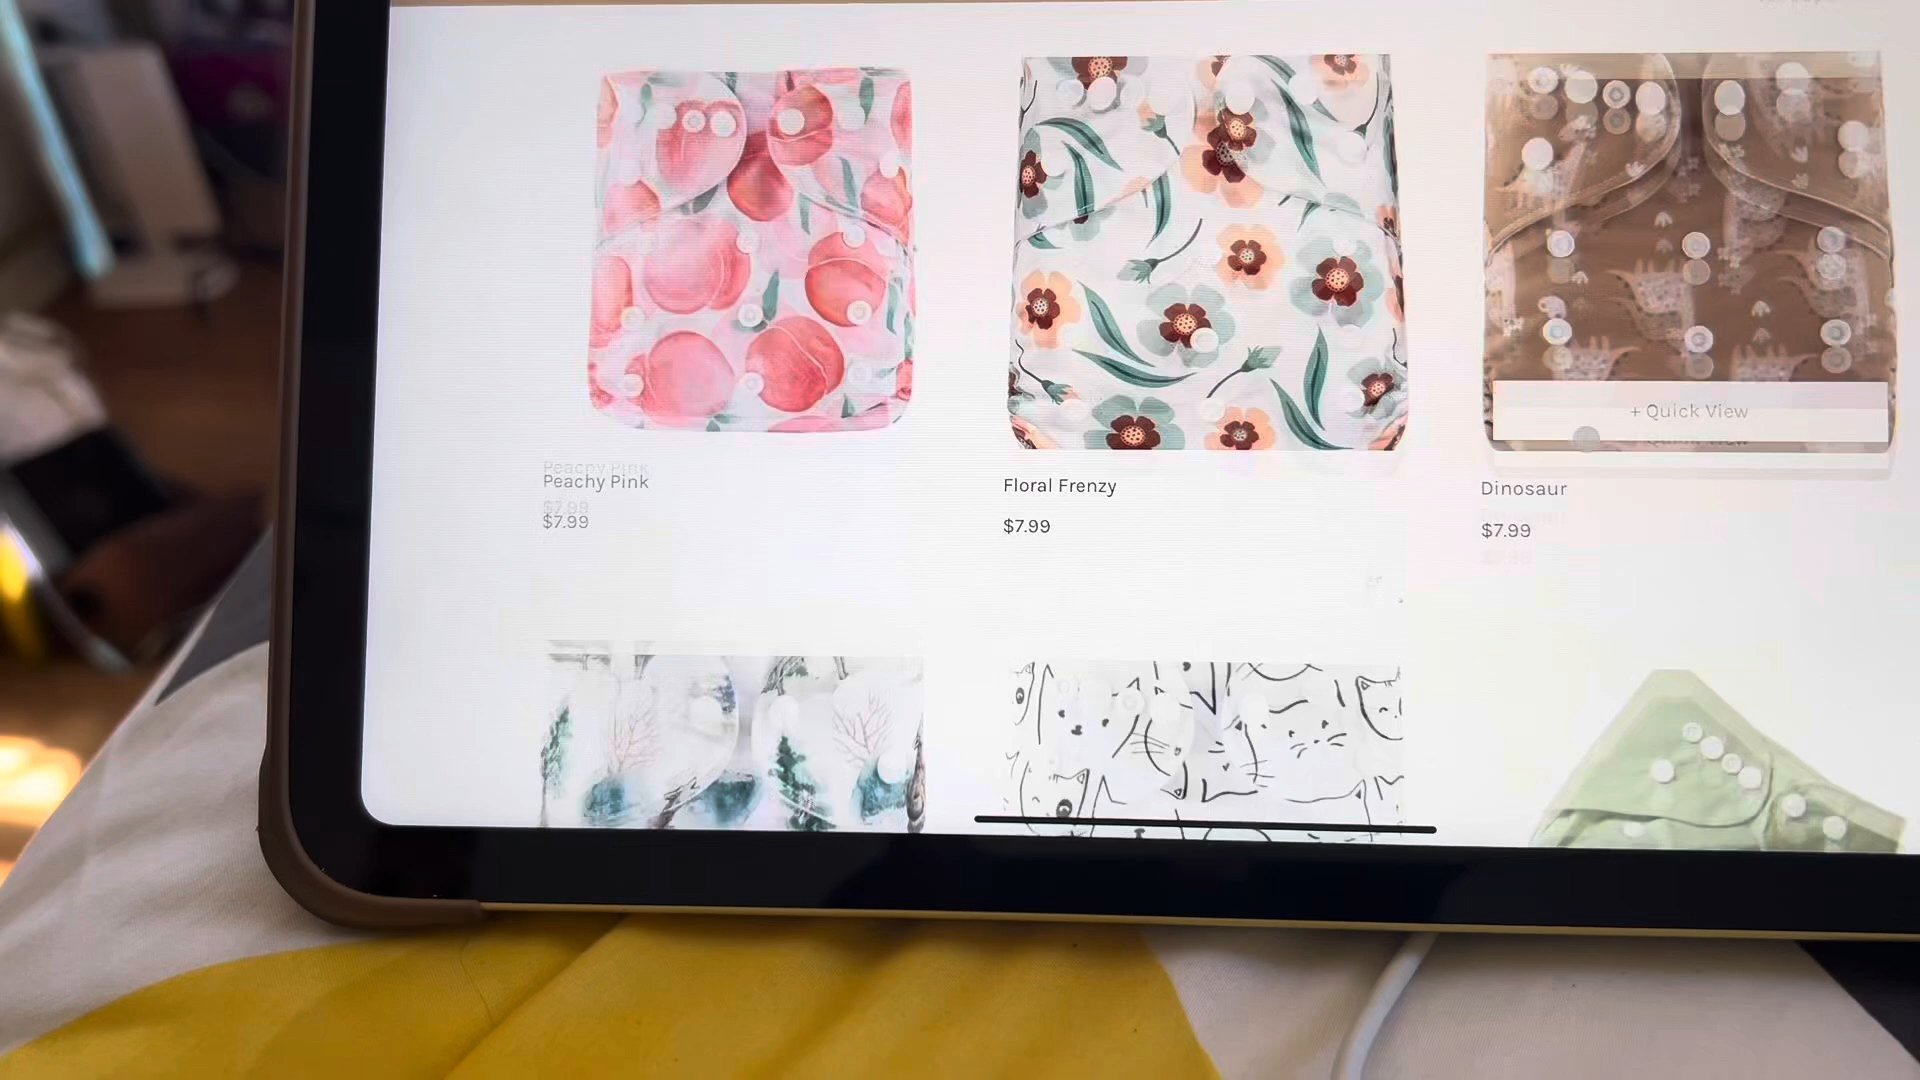 Peachy Pink
$7.99
Floral Frenzy
$7.99
+ Quick View
Dinosaur
$7.99